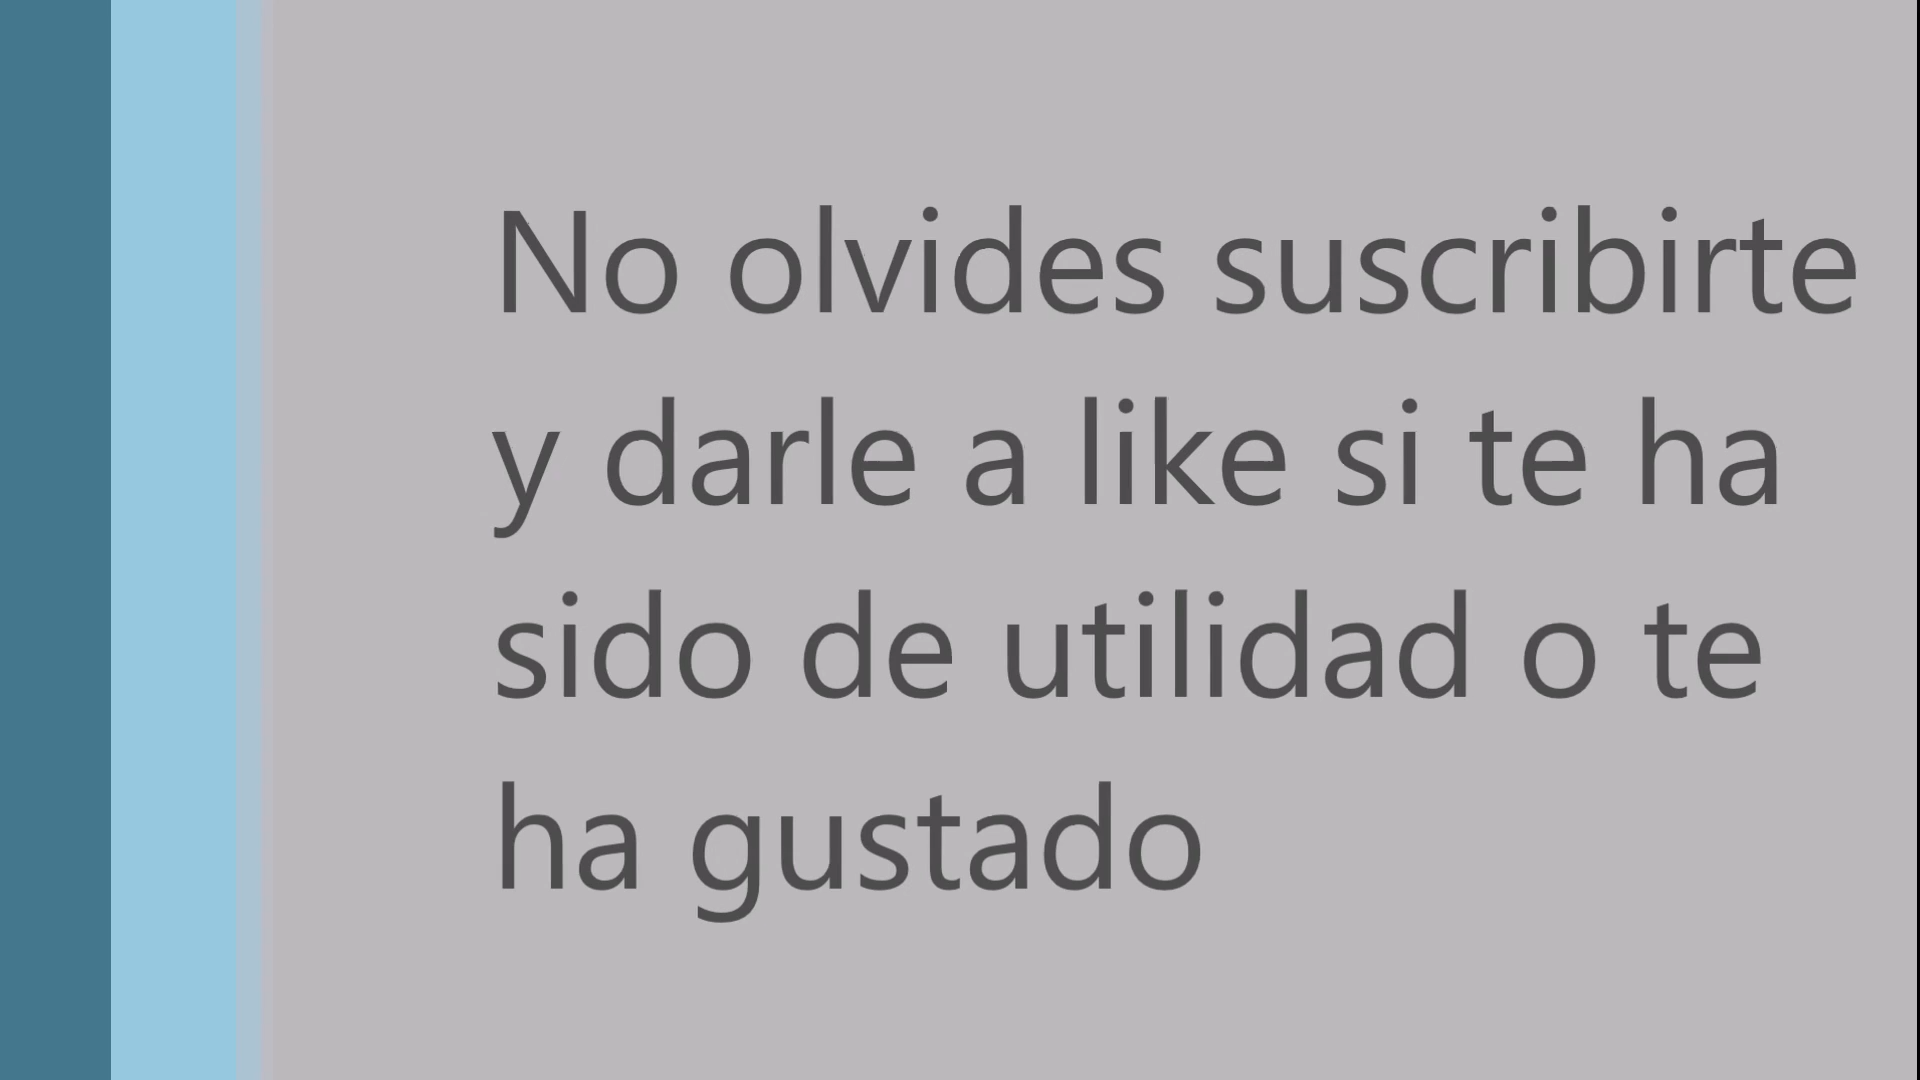 No olvides suscribirte
y darle a like si te ha
sido de utilidad o te
ha gustado